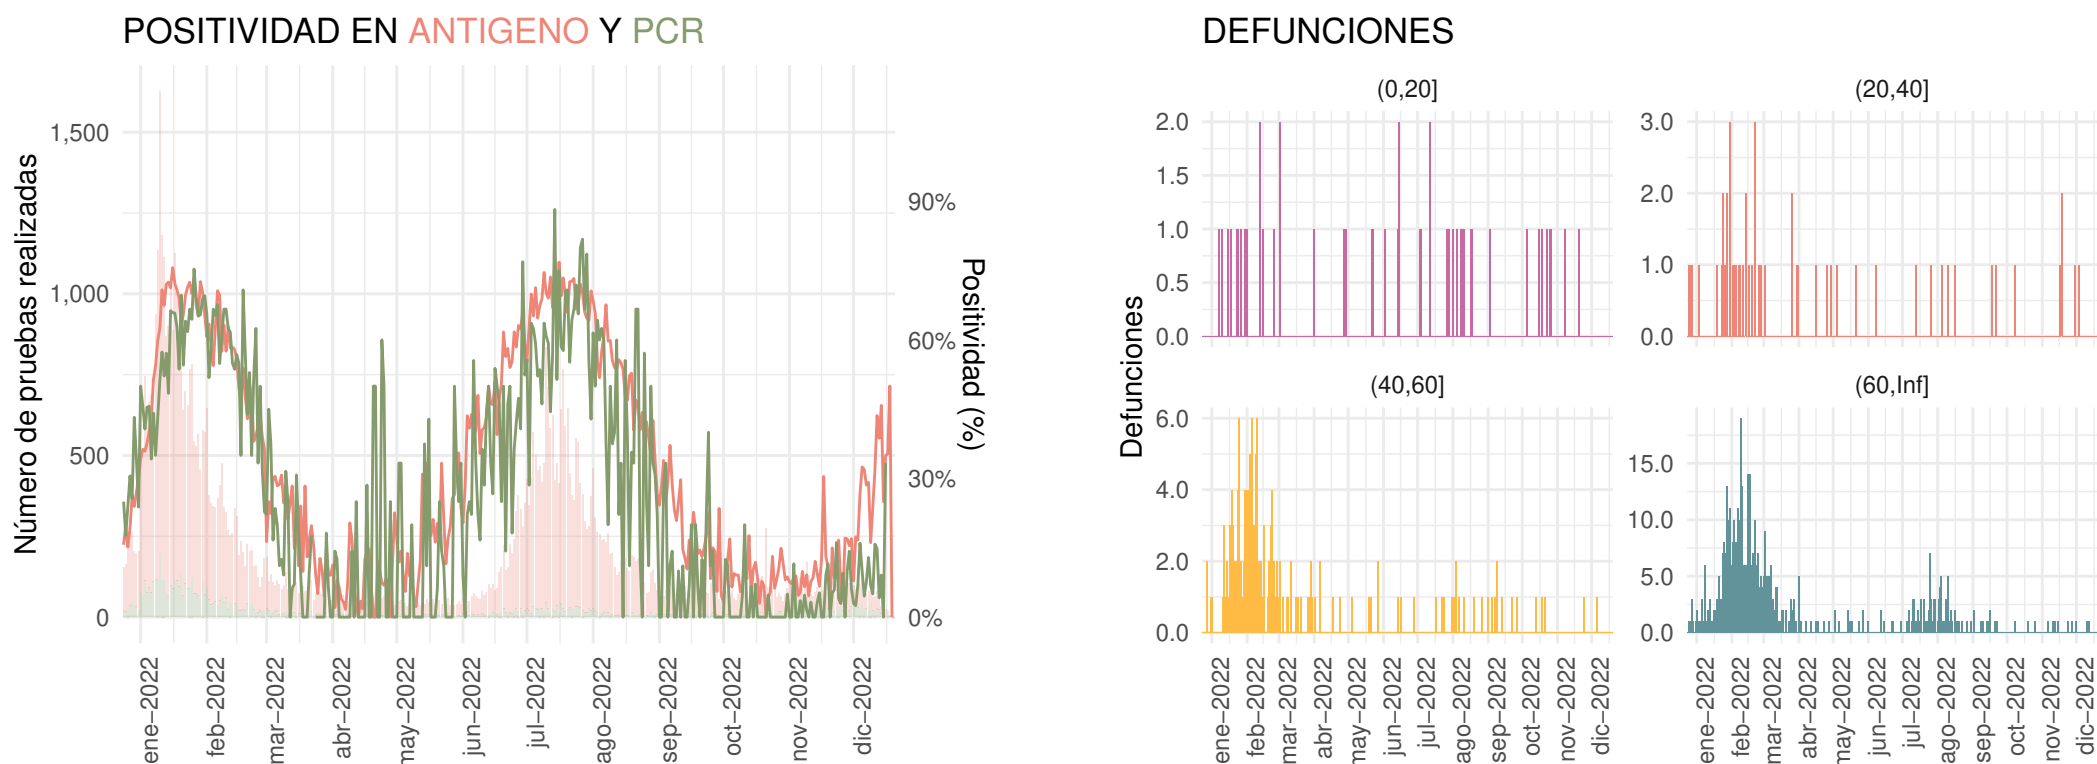 POSITIVIDAD EN ANTIGENO Y PCR
Número de pruebas realizadas
1,500
1,000
500
0
90%
60%
30%
0%
Positividad (%)
ene−2022
feb−2022
mar−2022
abr−2022
may−2022
jun−2022
jul−2022
ago−2022
sep−2022
oct−2022
nov−2022
dic−2022
DEFUNCIONES
Defunciones
(0,20]
2.0
1.5
1.0
0.5
0.0
(20,40]
3.0
2.0
1.0
0.0
(40,60]
6.0
4.0
2.0
0.0
ene−2022
feb−2022
mar−2022
abr−2022
may−2022
jun−2022
jul−2022
ago−2022
sep−2022
oct−2022
nov−2022
dic−2022
(60,Inf]
15.0
10.0
5.0
0.0
ene−2022
feb−2022
mar−2022
abr−2022
may−2022
jun−2022
jul−2022
ago−2022
sep−2022
oct−2022
nov−2022
dic−2022